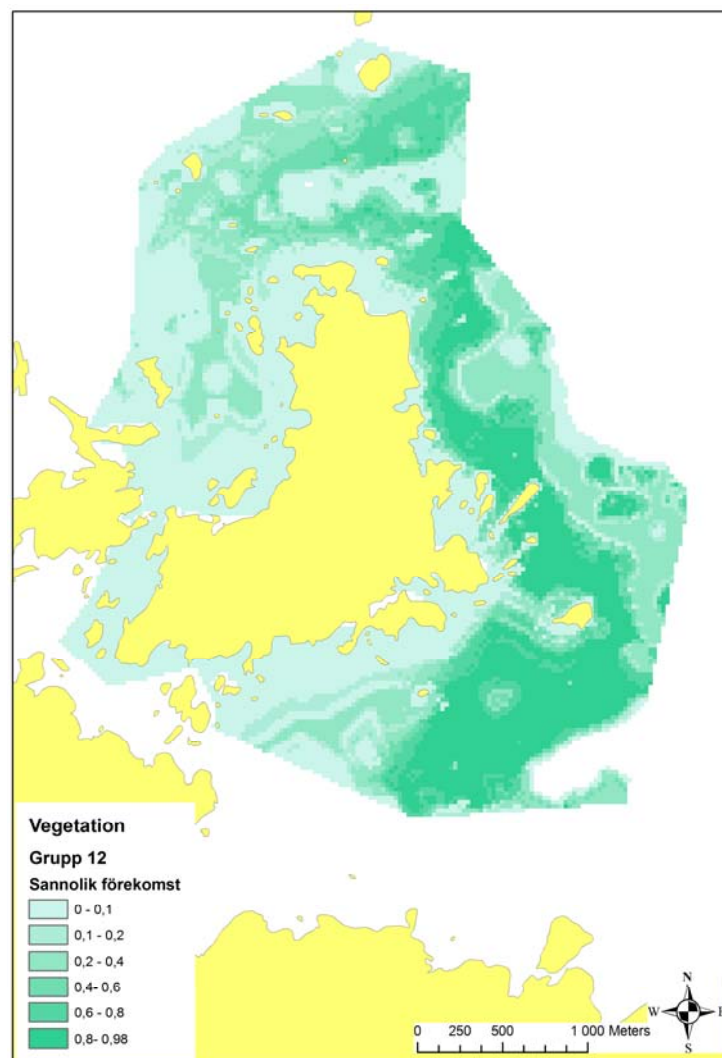 Vegetation
Grupp 12
Sannolik förekomst
0 - 0,1
0,1 - 0,2
0,2 - 0,4
0,4- 0,6
0,6 - 0,8
0,8- 0,98
N
W E
S
0 250 500 1 000 Meters